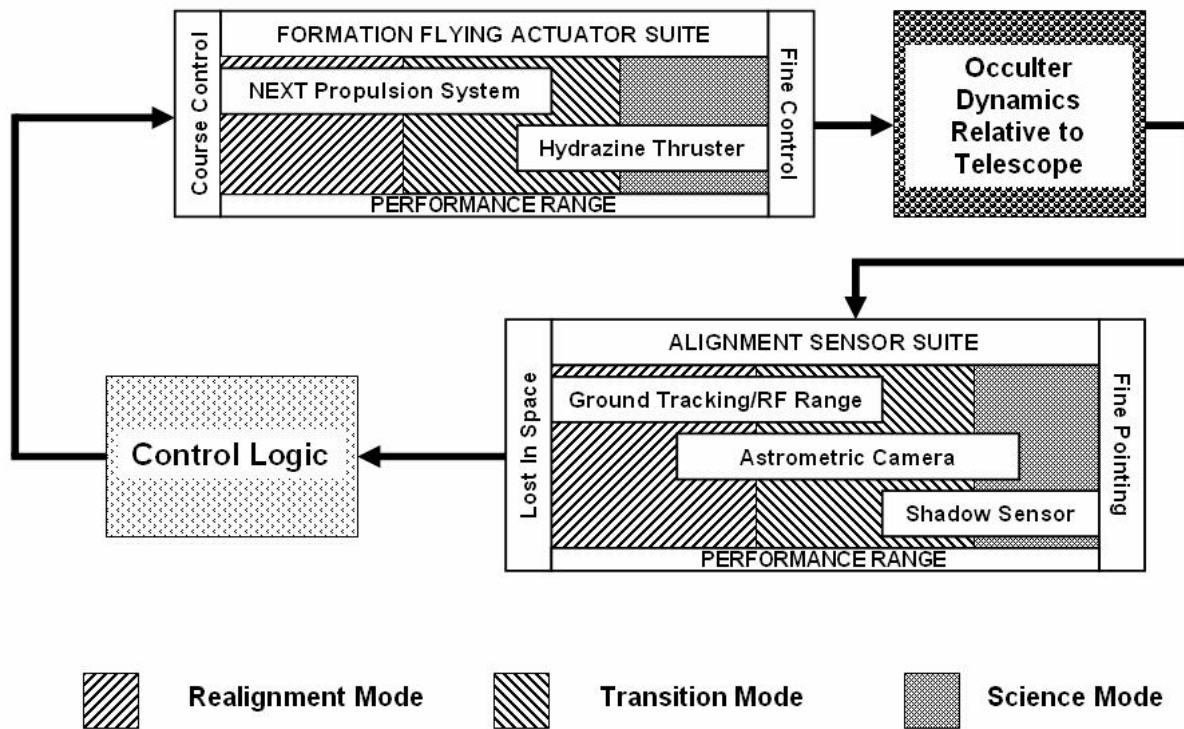 FORMATION FLYING ACTUATOR SUITE
Course Control
NEXT Propulsion System
Hydrazine Thruster
PERFORMANCE RANGE
Fine Control
Occulter
Dynamics
Relative to
Telescope
ALIGNMENT SENSOR SUITE
Lost In Space
Ground Tracking/RF Range
Astrometric Camera
Shadow Sensor
PERFORMANCE RANGE
Fine Pointing
Control Logic
Realignment Mode
Transition Mode
Science Mode